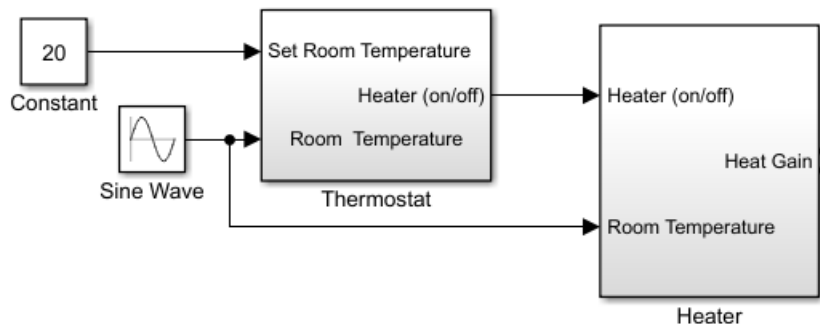 20
Constant
Sine Wave
Set Room Temperature
Heater (on/off)
Room  Temperature
Thermostat
Heater (on/off)
Heat Gain
Room Temperature
Heater